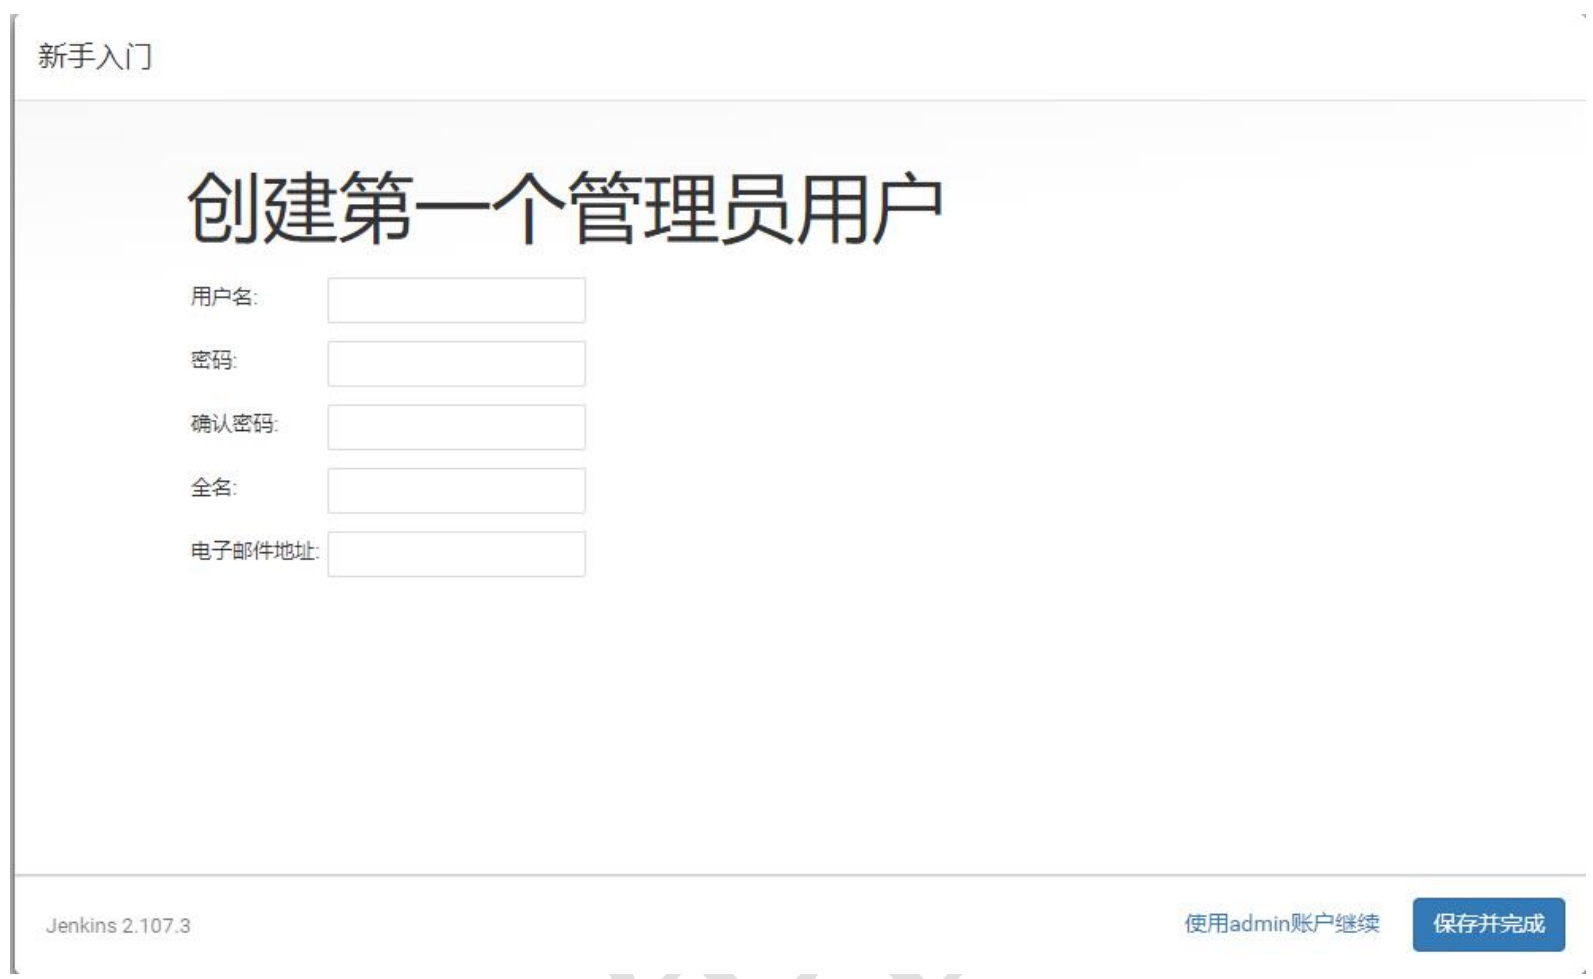 新手入门
创建第一个管理员用户
用户名:
密码:
确认密码:
全名:
电子邮件地址:
Jenkins 2.107.3
使用admin账户继续
保存并完成